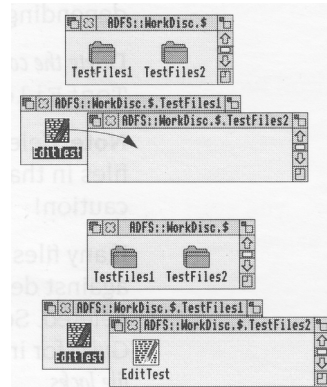 ADFS::WorkDisc.$
TestFiles1 TestFiles2
ADFS::WorkDisc.$.TestFiles1
ADFS::WorkDisc.$.TestFiles2
EditTest
ADFS::WorkDisc.$
TestFiles1 TestFiles2
ADFS::WorkDisc.$.TestFiles1
ADFS::WorkDisc.$.TestFiles2
EditTest
EditTest